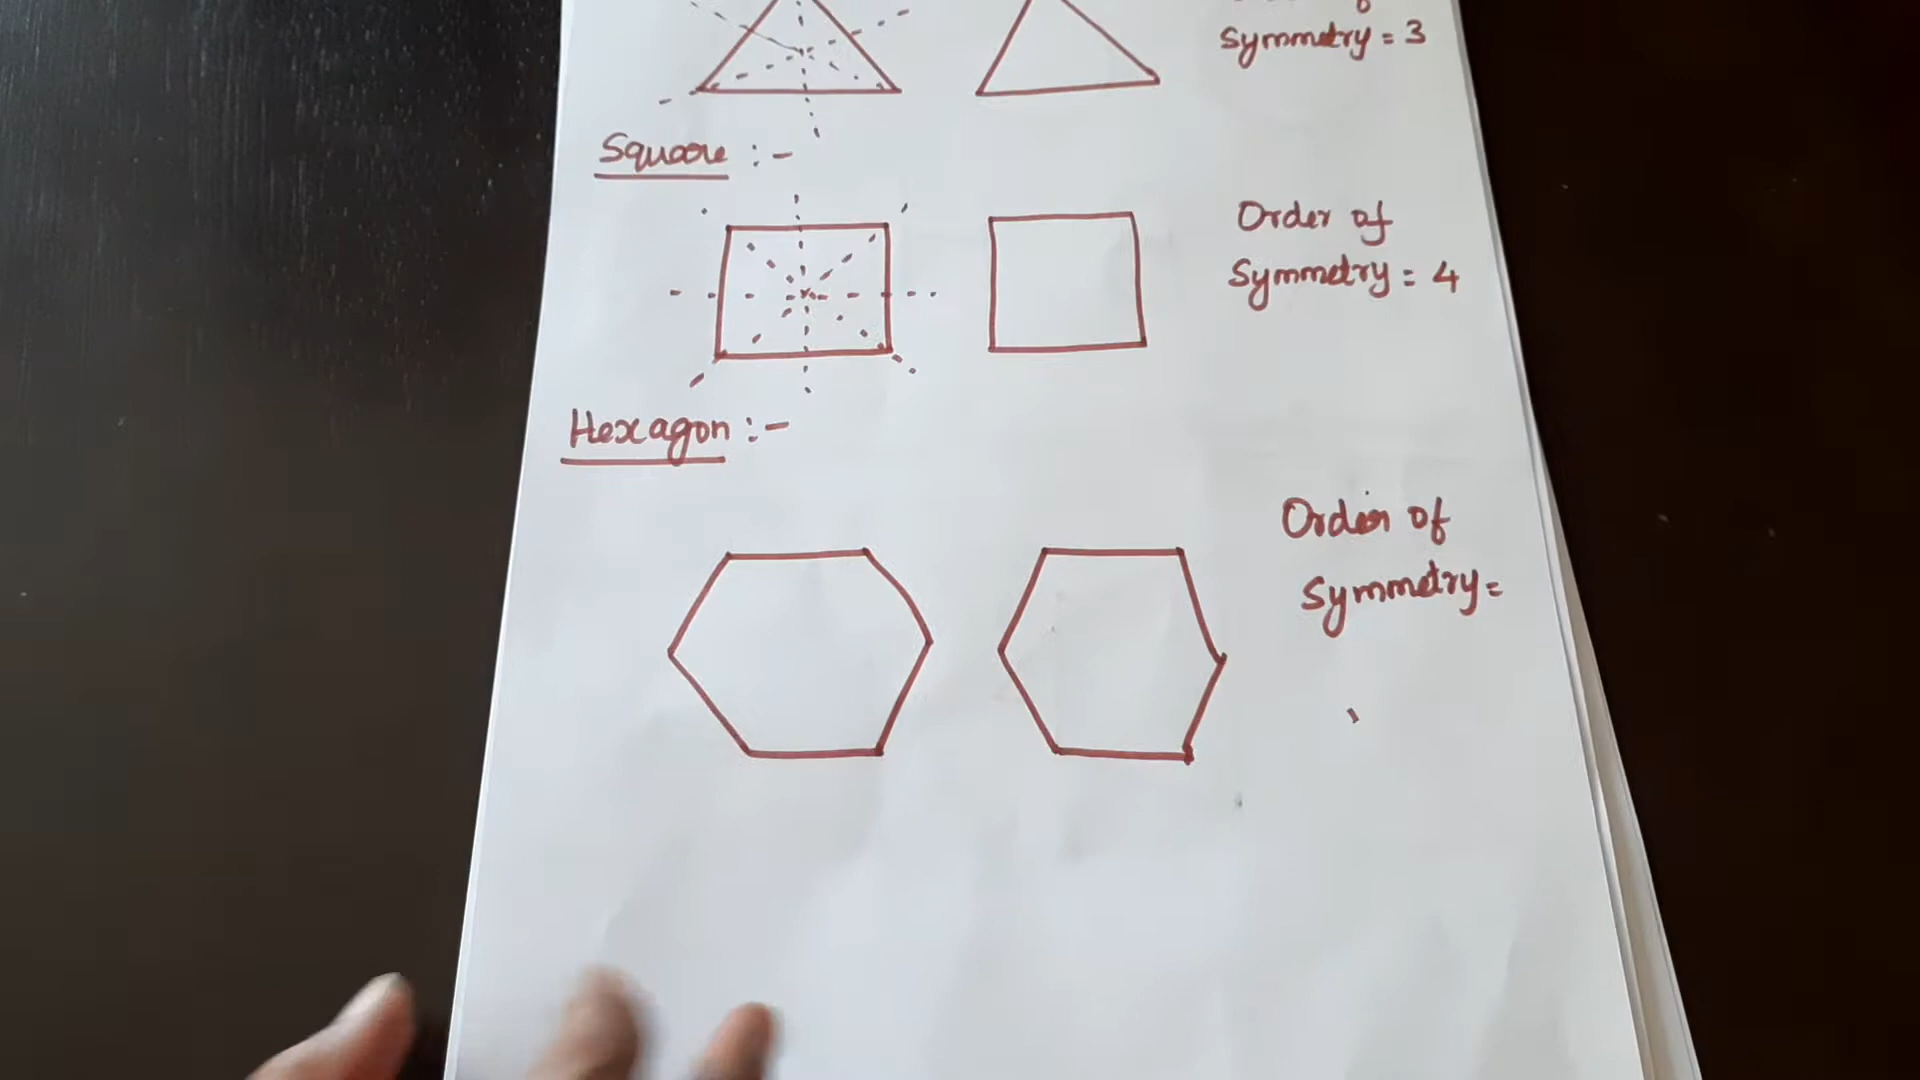 Symmetry = 3
Square :-
Order of
Symmetry = 4
Hexagon :-
Order of
Symmetry =